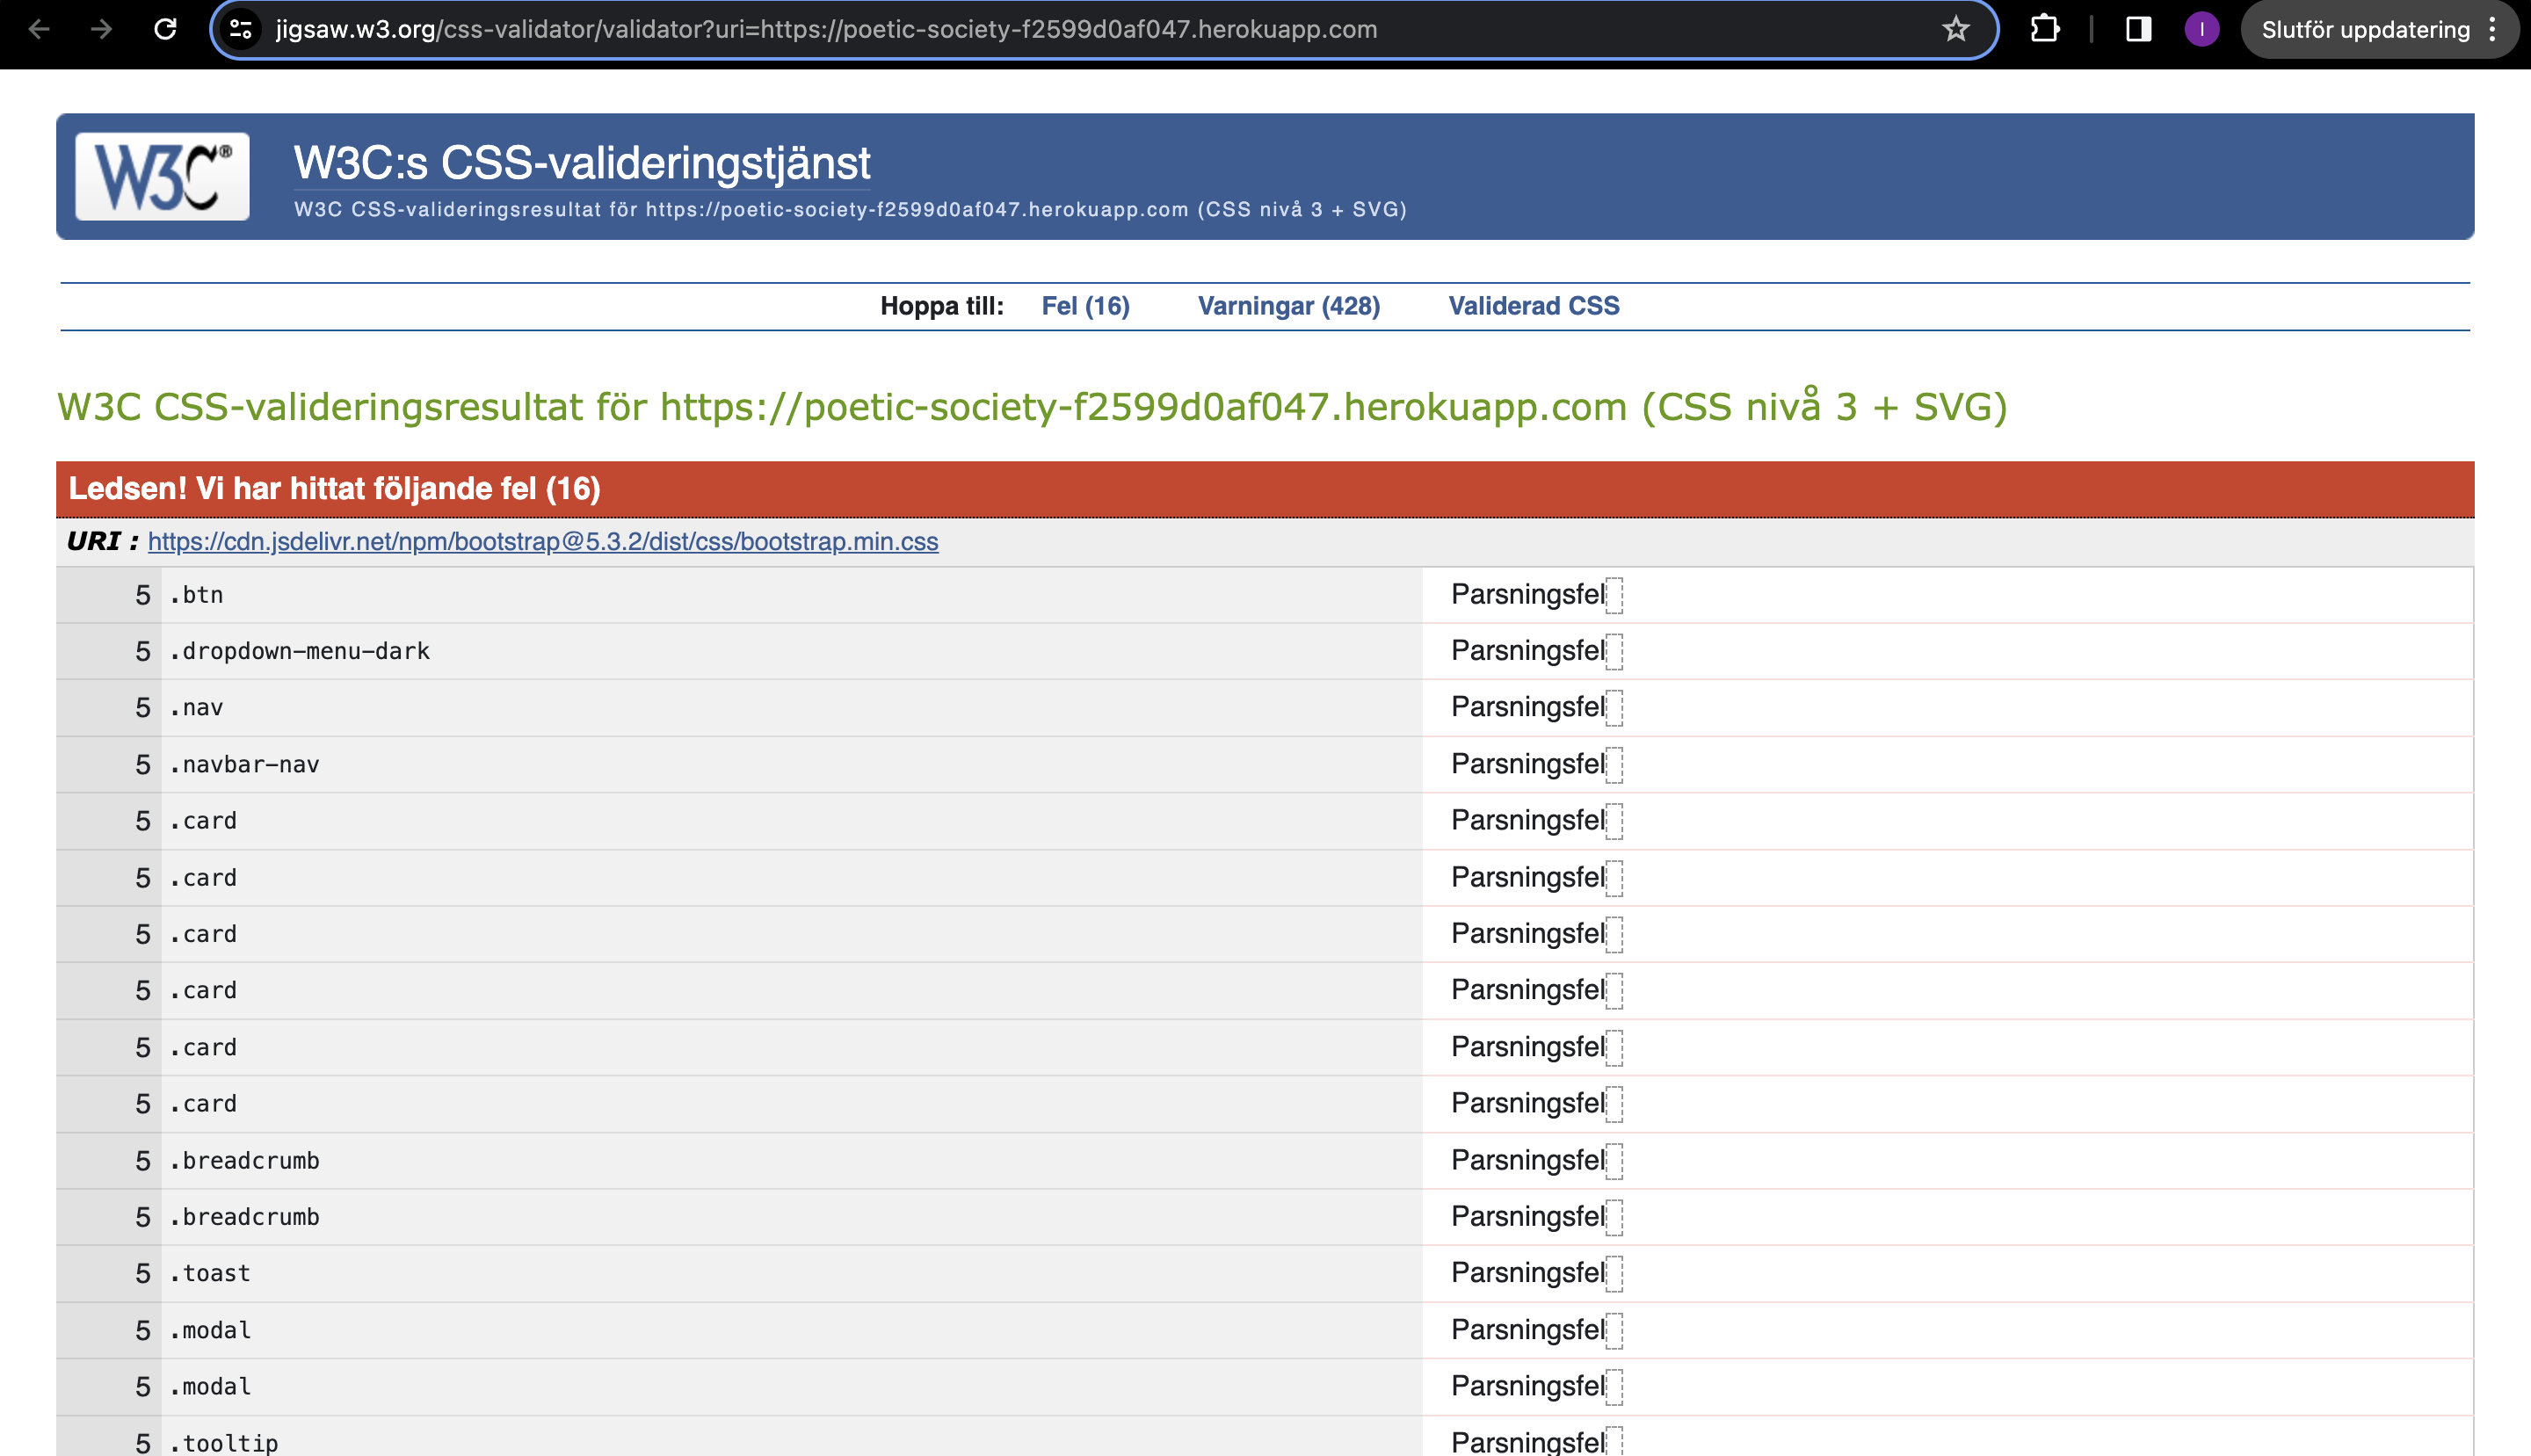 jigsaw.w3.org/css-validator/validator?uri=https://poetic-society-f2599d0af047.herokuapp.com
I
Slutför uppdatering
W3C®
W3C:s CSS-valideringstjänst
W3C CSS-valideringsresultat för https://poetic-society-f2599d0af047.herokuapp.com (CSS nivå 3 + SVG)
Hoppa till: Fel (16) Varningar (428) Validerad CSS
W3C CSS-valideringsresultat för https://poetic-society-f2599d0af047.herokuapp.com (CSS nivå 3 + SVG)
Ledsen! Vi har hittat följande fel (16)
URI : https://cdn.jsdelivr.net/npm/bootstrap@5.3.2/dist/css/bootstrap.min.css
5 .btn Parsningsfel
5 .dropdown-menu-dark Parsningsfel
5 .nav Parsningsfel
5 .navbar-nav Parsningsfel
5 .card Parsningsfel
5 .card Parsningsfel
5 .card Parsningsfel
5 .card Parsningsfel
5 .card Parsningsfel
5 .card Parsningsfel
5 .breadcrumb Parsningsfel
5 .breadcrumb Parsningsfel
5 .toast Parsningsfel
5 .modal Parsningsfel
5 .modal Parsningsfel
5 .tooltip Parsningsfel